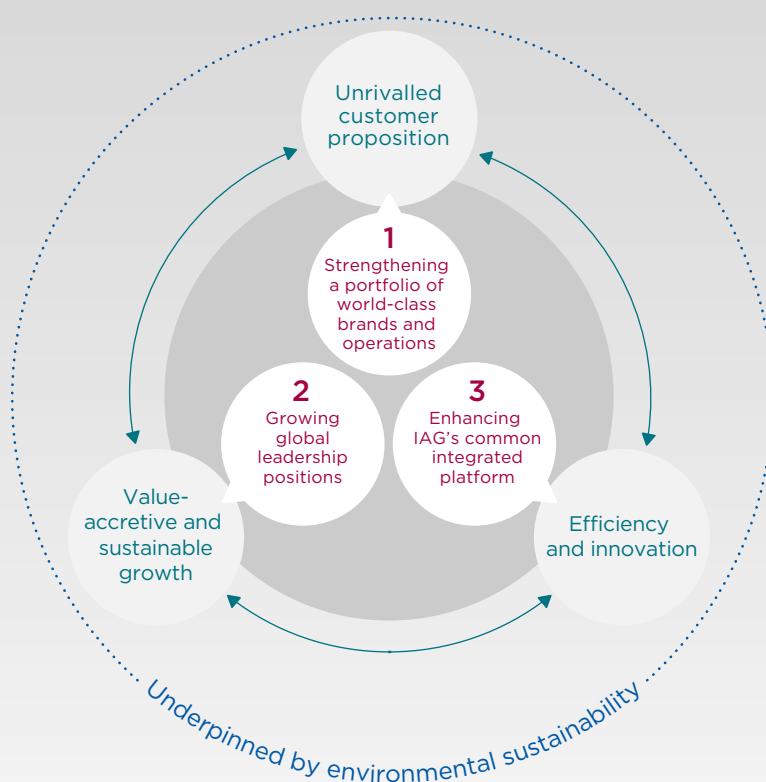 Unrivalled
customer
proposition
1
Strengthening
a portfolio of
world-class
brands and
operations
2
Growing
global
leadership
positions
3
Enhancing
IAG's common
integrated
platform
Value-
accretive and
sustainable
growth
Efficiency
and innovation
Underpinned by environmental sustainability